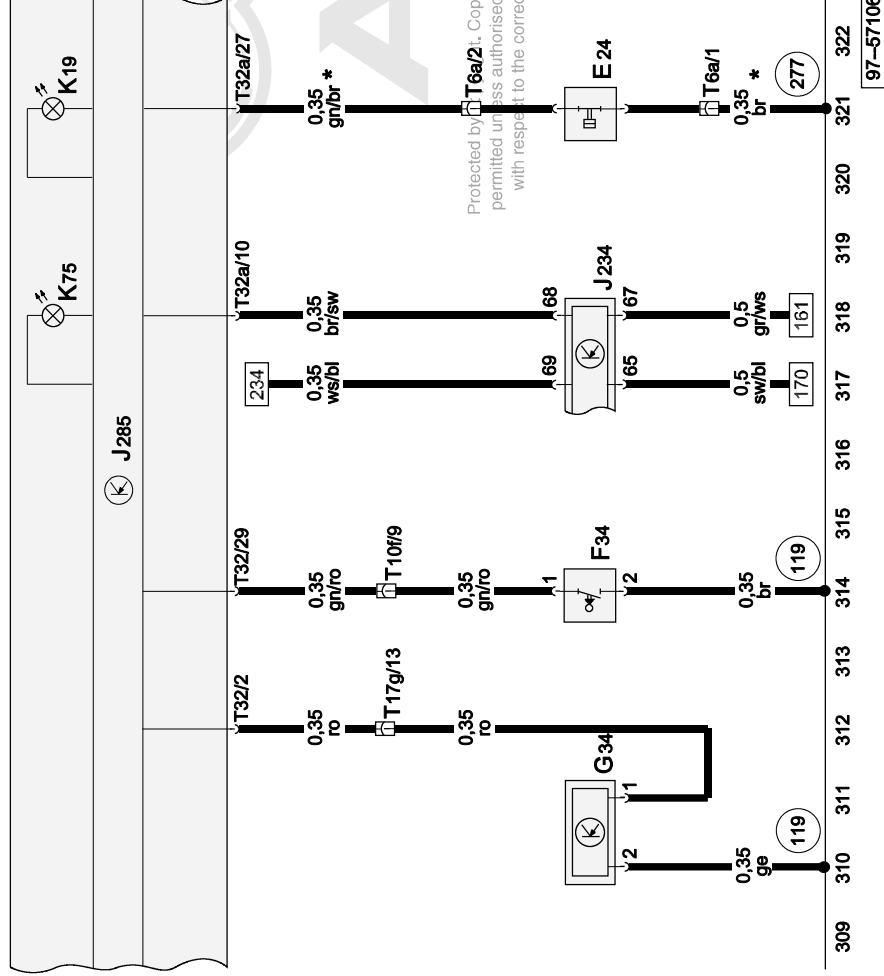 K19
K75
J285
T32a/27
0,35
gn/br *
T6a/2
E24
T6a/1
0,35
br *
277
T32a/10
0,35
br/sw
68
J234
67
0,5
gr/ws
161
234
0,35
ws/bl
69
65
0,5
sw/bl
170
T32/29
0,35
gn/ro
T10f/9
0,35
gn/ro
1
F34
2
0,35
br
119
T32/2
0,35
ro
T17g/13
0,35
ro
G34
1
2
0,35
ge
119
309 310 311 312 313 314 315 316 317 318 319 320 321 322
97-57106
Protected by
permitted unless authorised
with respect to the correc